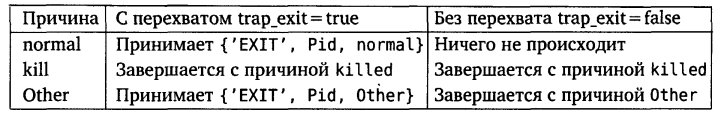 Причина С перехватом trap_exit=true Без перехвата trap_exit=false
normal Принимает {'EXIT', Pid, normal} Ничего не происходит
kill Завершается с причиной killed Завершается с причиной killed
Other Принимает {'EXIT', Pid, Other} Завершается с причиной Other